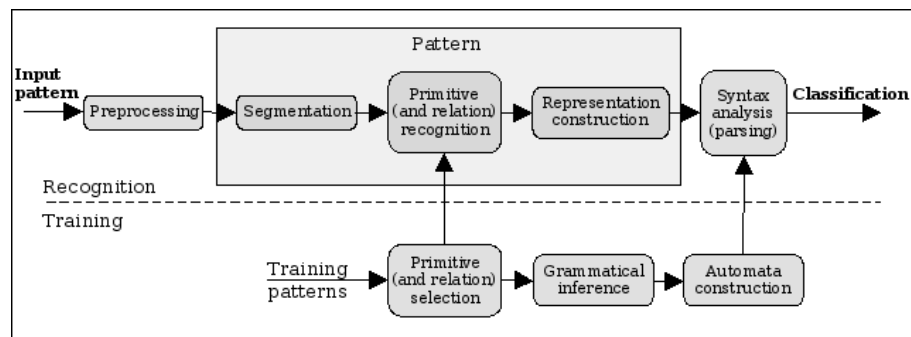 Pattern
Input
pattern
Preprocessing
Segmentation
Primitive
(and relation)
recognition
Representation
construction
Syntax
analysis
(parsing)
Classification
Recognition
Training
Training
patterns
Primitive
(and relation)
selection
Grammatical
inference
Automata
construction